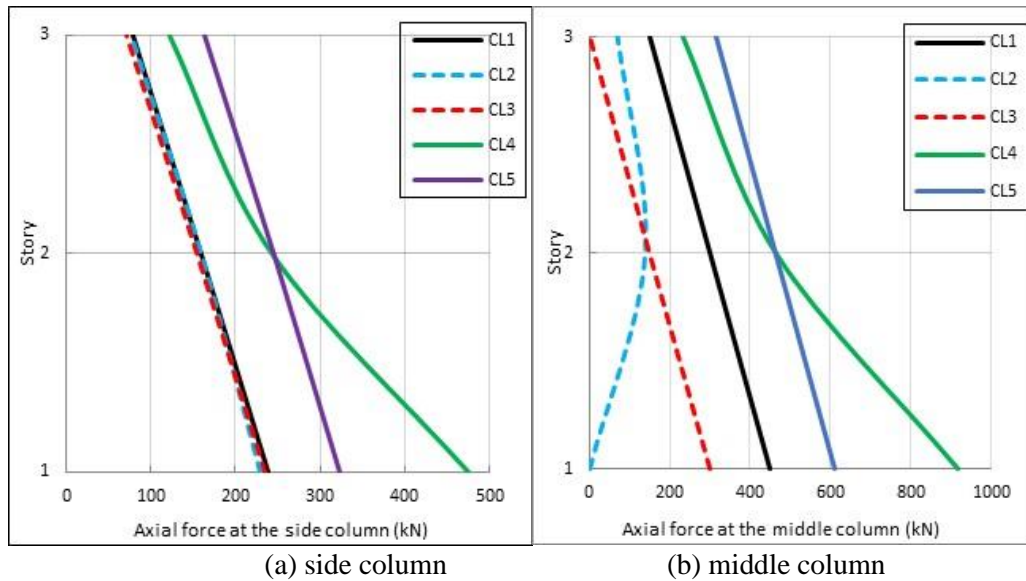 3
2
1
Story
0 100 200 300 400 500
Axial force at the side column (kN)
CL1
CL2
CL3
CL4
CL5
(a) side column
3
2
1
Story
0 200 400 600 800 1000
Axial force at the middle column (kN)
CL1
CL2
CL3
CL4
CL5
(b) middle column